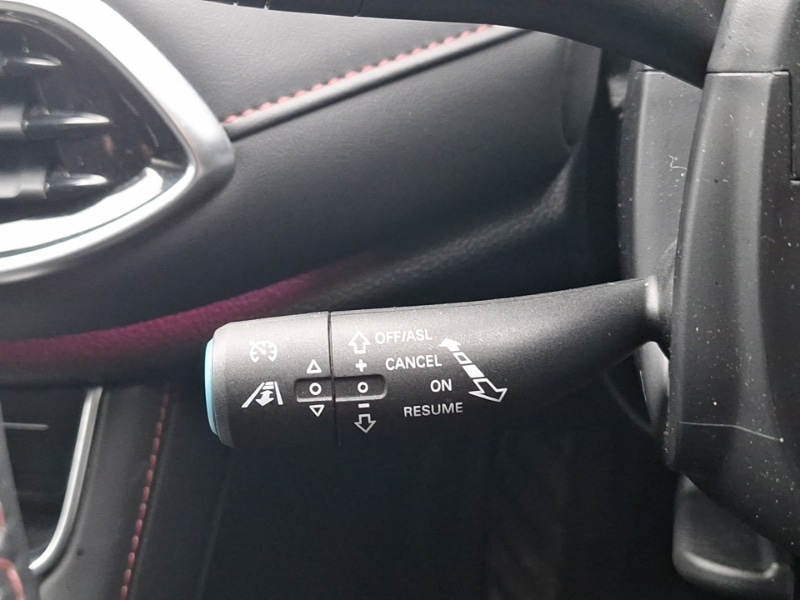 OFF/ASL
+ CANCEL
ON
- RESUME